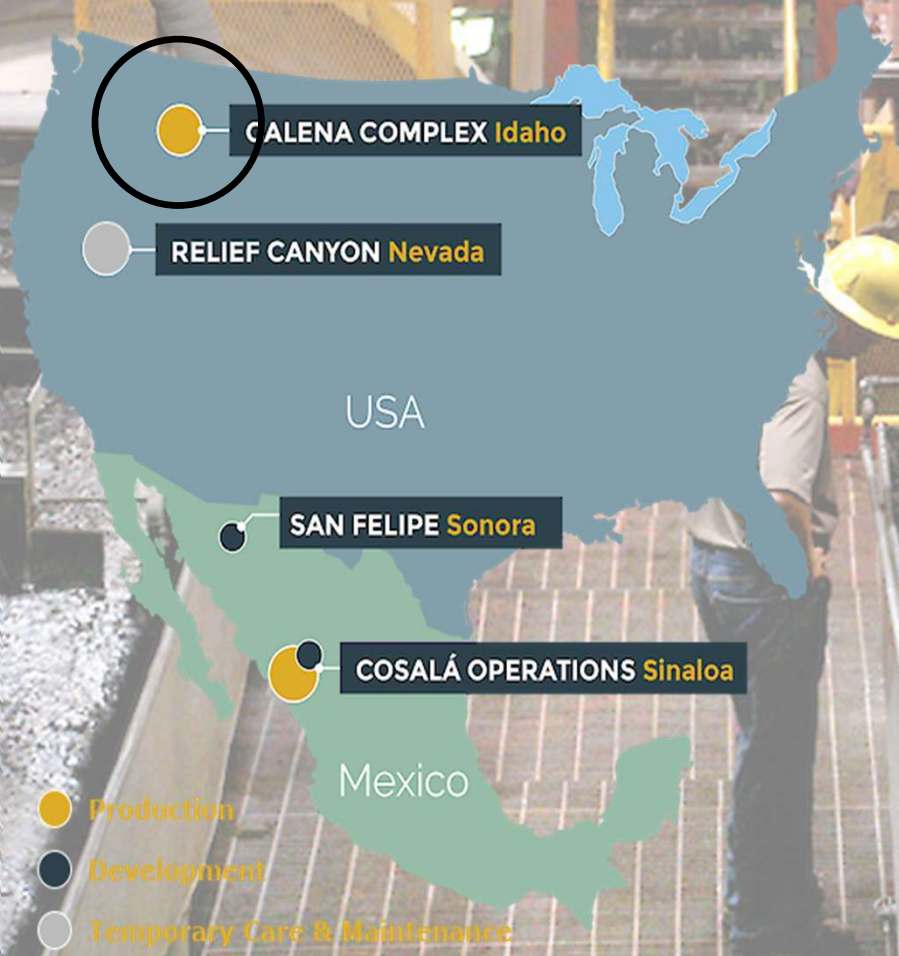 GALENA COMPLEX Idaho
RELIEF CANYON Nevada
USA
SAN FELIPE Sonora
COSALÁ OPERATIONS Sinaloa
Mexico
Production
Development
Temporary Care & Maintenance